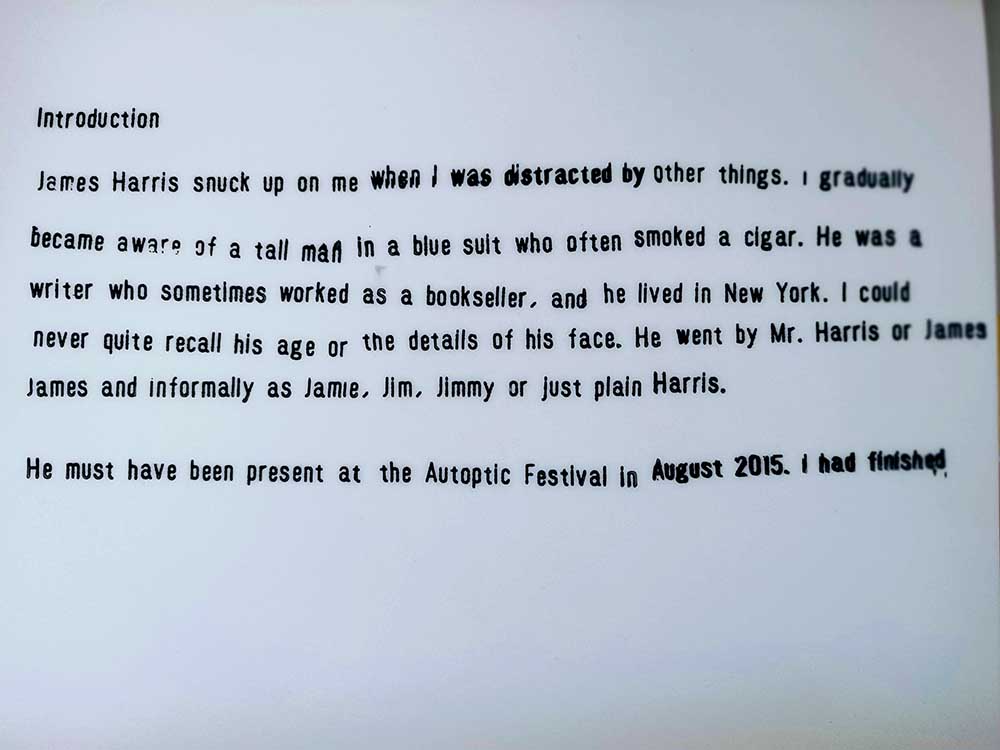 Introduction
James Harris snuck up on me when I was distracted by other things. I gradually
became aware of a tall man in a blue suit who often smoked a cigar. He was a
writer who sometimes worked as a bookseller, and he lived in New York. I could
never quite recall his age or the details of his face. He went by Mr. Harris or James
James and informally as Jamie, Jim, Jimmy or just plain Harris.
He must have been present at the Autoptic Festival in August 2015. I had finished,